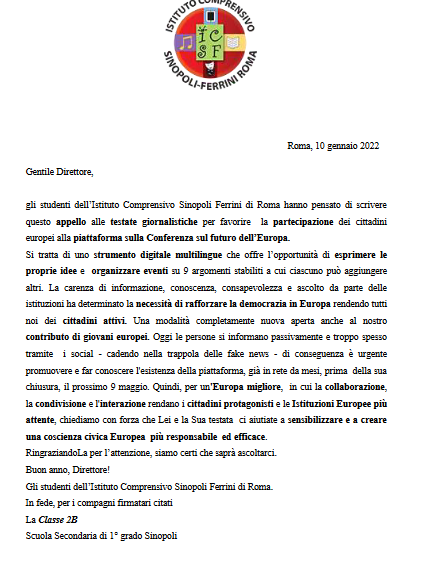 ISTITUTO COMPRENSIVO
ÏC
SF
SINOPOLI-FERRINI ROMA
Roma, 10 gennaio 2022
Gentile Direttore,
gli studenti dell'Istituto Comprensivo Sinopoli Ferrini di Roma hanno pensato di scrivere
questo appello alle testate giornalistiche per favorire la partecipazione dei cittadini
europei alla piattaforma sulla Conferenza sul futuro dell'Europa.
Si tratta di uno strumento digitale multilingue che offre l'opportunità di esprimere le
proprie idee e organizzare eventi su 9 argomenti stabiliti a cui ciascuno può aggiungere
altri. La carenza di informazione, conoscenza, consapevolezza e ascolto da parte delle
istituzioni ha determinato la necessità di rafforzare la democrazia in Europa rendendo tutti
noi dei cittadini attivi. Una modalità completamente nuova aperta anche al nostro
contributo di giovani europei. Oggi le persone si informano passivamente e troppo spesso
tramite i social - cadendo nella trappola delle fake news - di conseguenza è urgente
promuovere e far conoscere l'esistenza della piattaforma, già in rete da mesi, prima della sua
chiusura, il prossimo 9 maggio. Quindi, per un'Europa migliore, in cui la collaborazione,
la condivisione e l'interazione rendano i cittadini protagonisti e le Istituzioni Europee più
attente, chiediamo con forza che Lei e la Sua testata ci aiutiate a sensibilizzare e a creare
una coscienza civica Europea più responsabile ed efficace.
RingraziandoLa per l'attenzione, siamo certi che saprà ascoltarci.
Buon anno, Direttore!
Gli studenti dell'Istituto Comprensivo Sinopoli Ferrini di Roma.
In fede, per i compagni firmatari citati
La Classe 2B
Scuola Secondaria di 1° grado Sinopoli